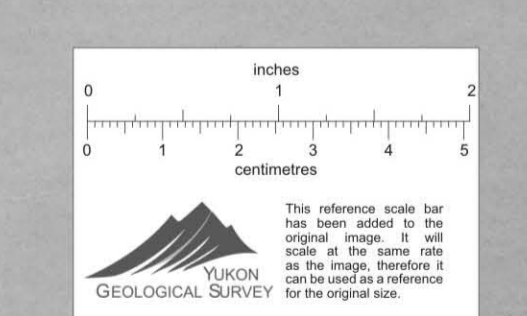 inches
0 1 2
0 1 2 3 4 5
centimetres
This reference scale bar
has been added to the
original image. It will
scale at the same rate
as the image, therefore it
can be used as a reference
for the original size.
YUKON
GEOLOGICAL SURVEY